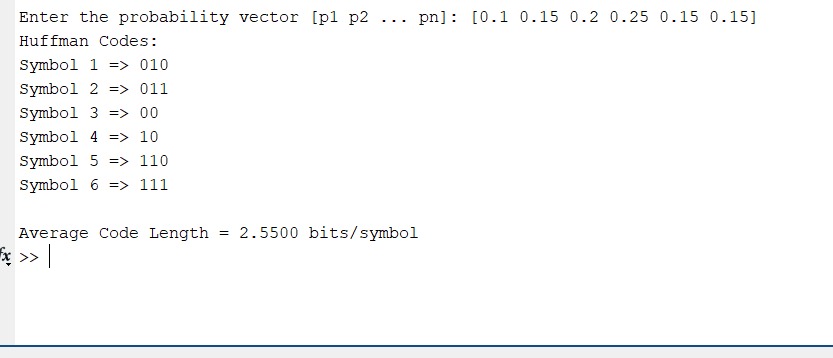 Enter the probability vector [p1 p2 ... pn]: [0.1 0.15 0.2 0.25 0.15 0.15]
Huffman Codes:
Symbol 1 => 010
Symbol 2 => 011
Symbol 3 => 00
Symbol 4 => 10
Symbol 5 => 110
Symbol 6 => 111
Average Code Length = 2.5500 bits/symbol
fx >>